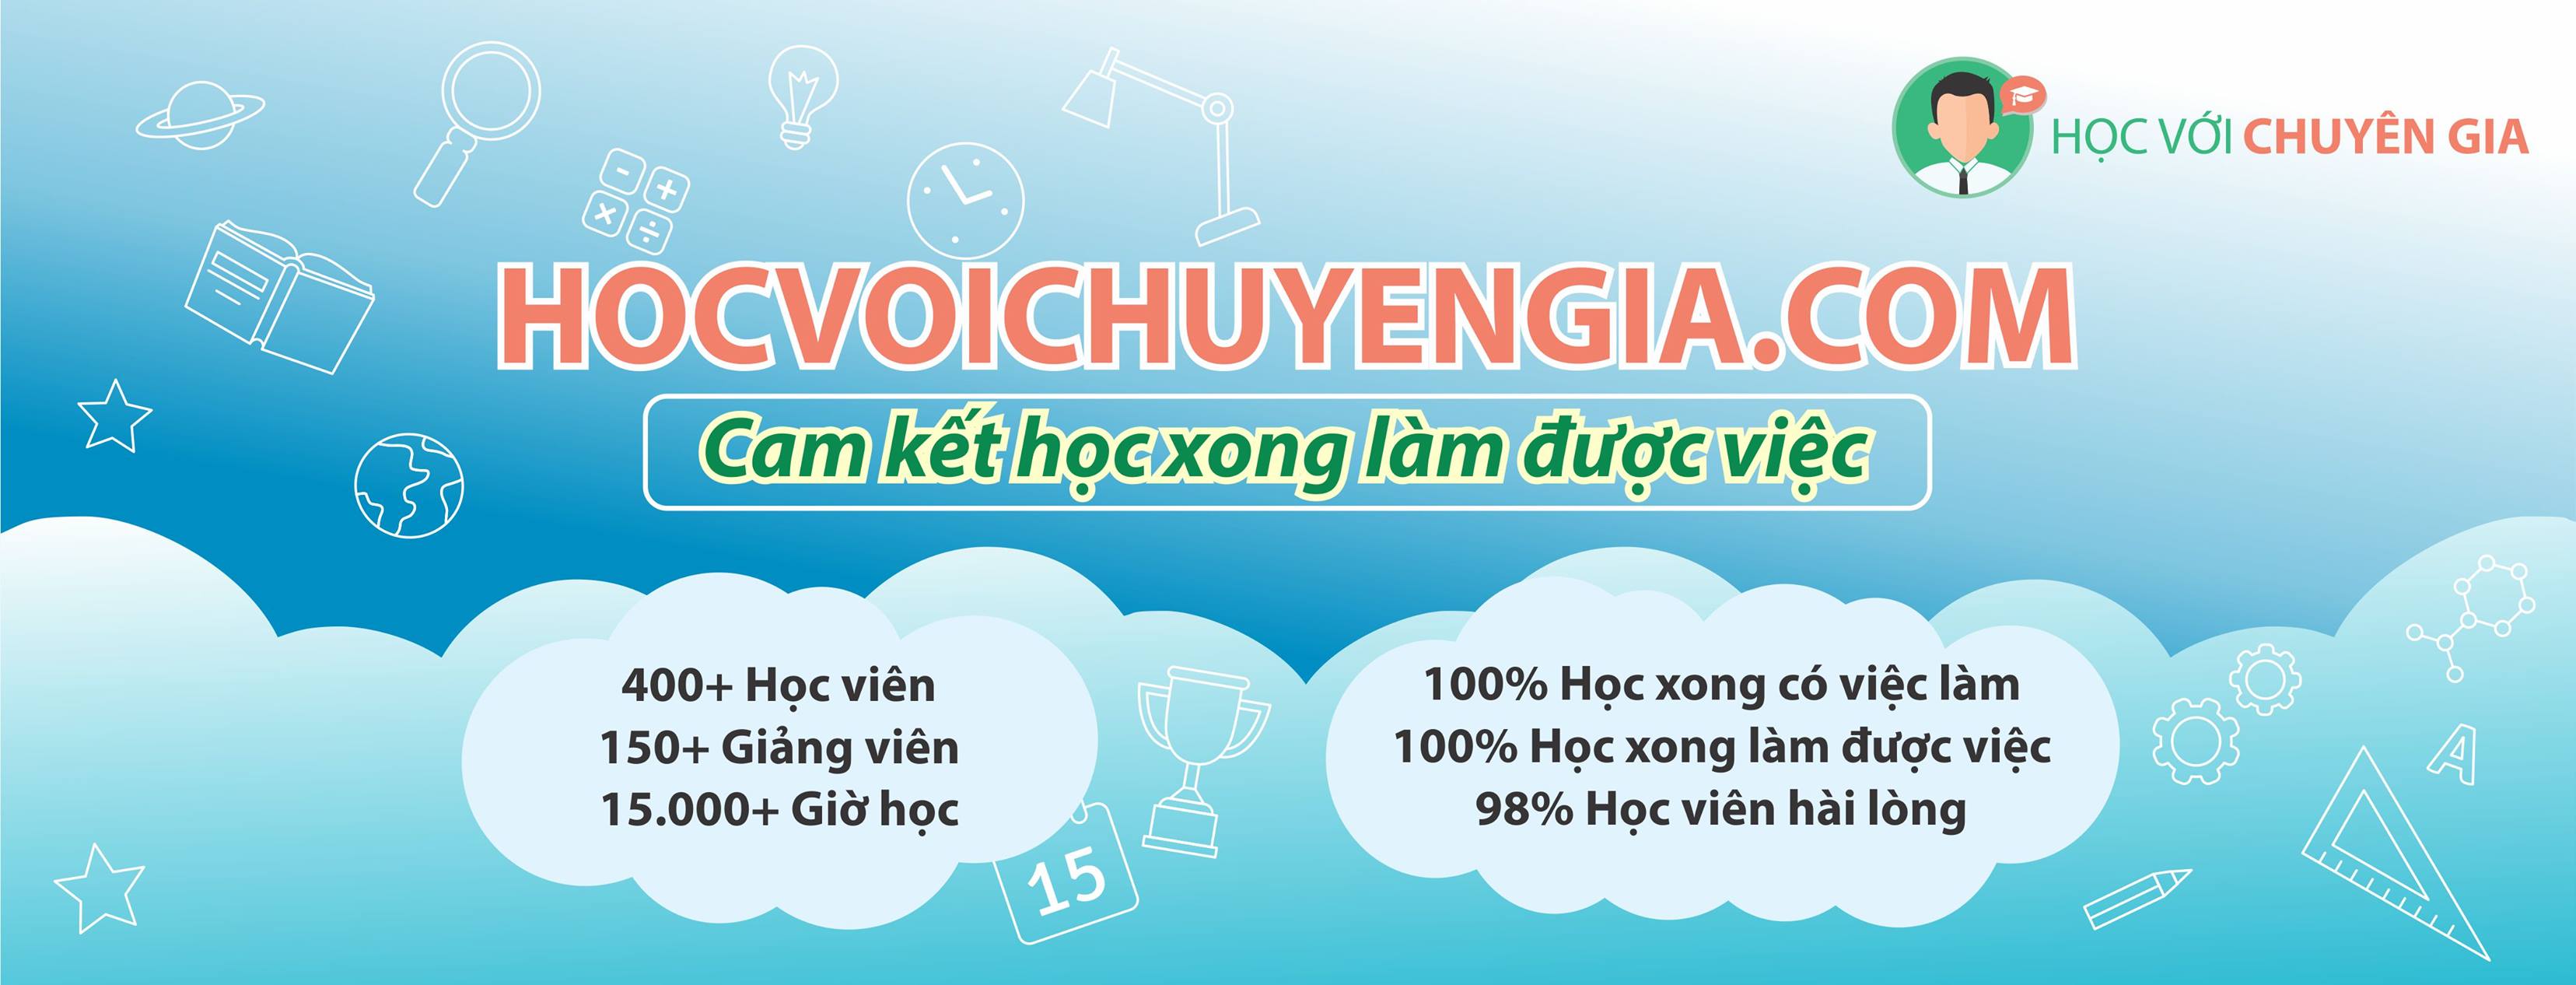 HỌC VỚI CHUYÊN GIA
HOCVOICHUYENGIA.COM
Cam kết học xong làm được việc
400+ Học viên
150+ Giảng viên
15.000+ Giờ học
100% Học xong có việc làm
100% Học xong làm được việc
98% Học viên hài lòng
15
A